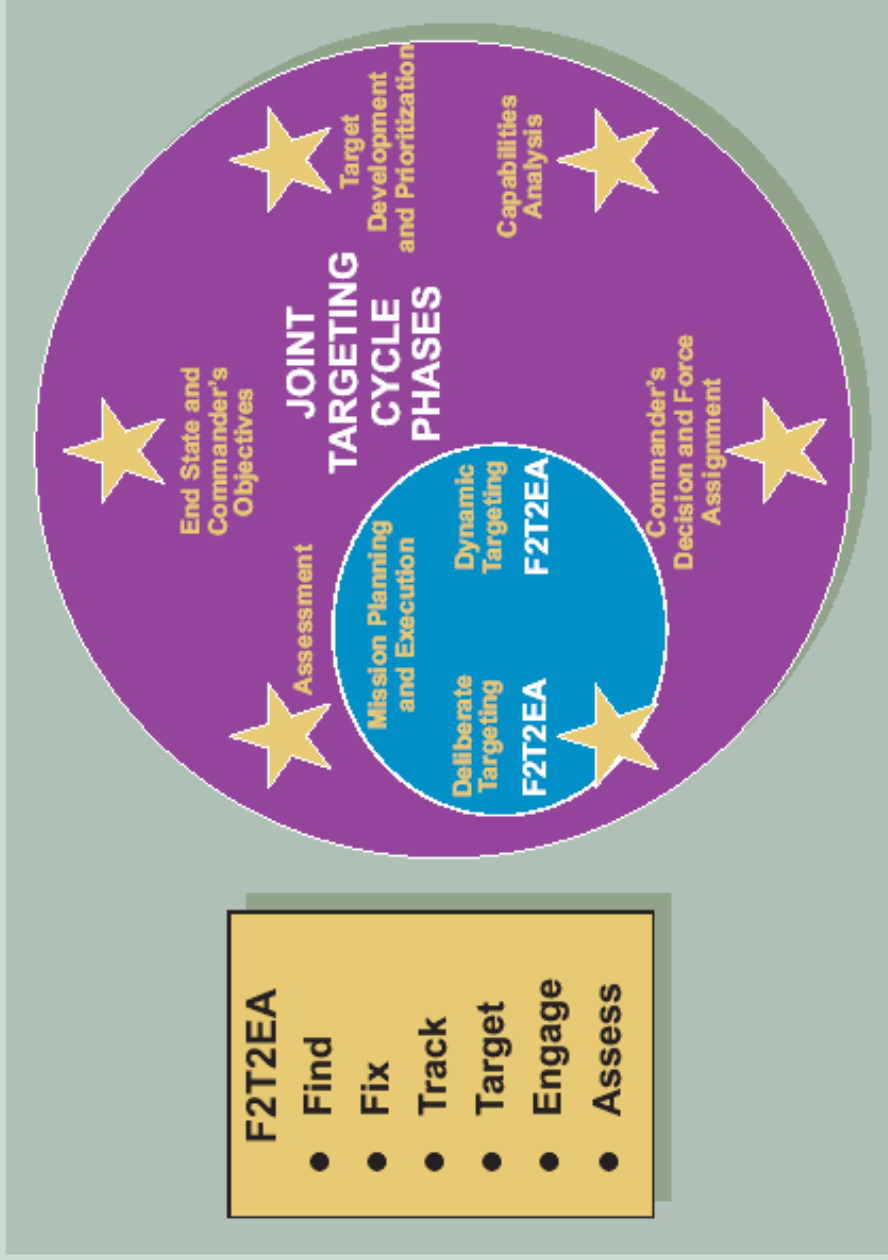 F2T2EA
● Find
● Fix
● Track
● Target
● Engage
● Assess
JOINT
TARGETING
CYCLE
PHASES
End State and
Commander's
Objectives
Target
Development
and Prioritization
Capabilities
Analysis
Commander's
Decision and Force
Assignment
Mission Planning
and Execution
Deliberate
Targeting
F2T2EA
Dynamic
Targeting
F2T2EA
Assessment